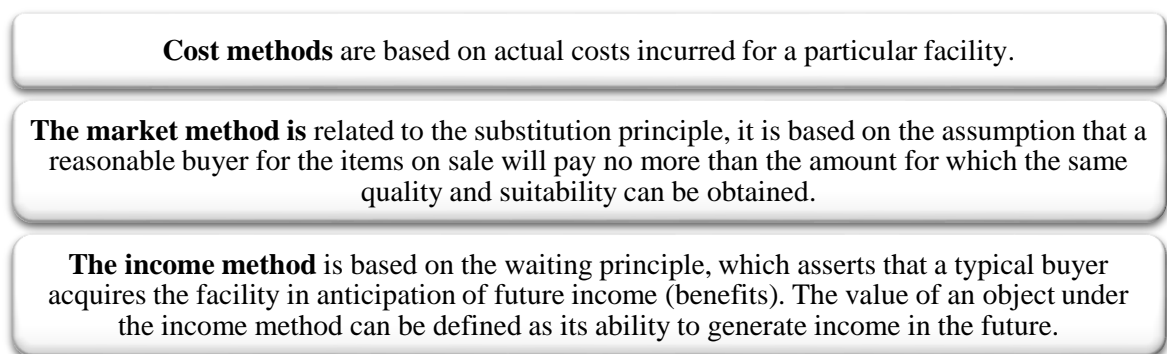 Cost methods are based on actual costs incurred for a particular facility.
The market method is related to the substitution principle, it is based on the assumption that a
reasonable buyer for the items on sale will pay no more than the amount for which the same
quality and suitability can be obtained.
The income method is based on the waiting principle, which asserts that a typical buyer
acquires the facility in anticipation of future income (benefits). The value of an object under
the income method can be defined as its ability to generate income in the future.